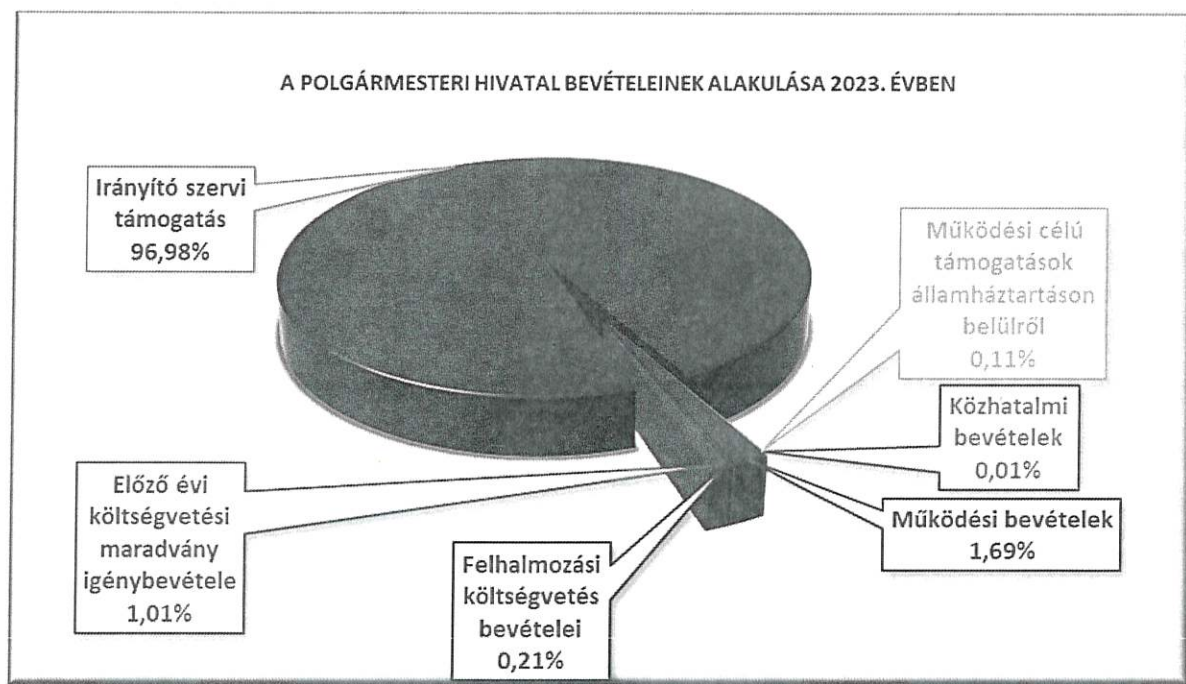 A POLGÁRMESTERI HIVATAL BEVÉTELEINEK ALAKULÁSA 2023. ÉVBEN
Irányító szervi
támogatás
96,98%
Működési célú
támogatások
államháztartáson
belülről
0,11%
Közhatalmi
bevételek
0,01%
Működési bevételek
1,69%
Felhalmozási
költségvetés
bevételei
0,21%
Előző évi
költségvetési
maradvány
igénybevétele
1,01%